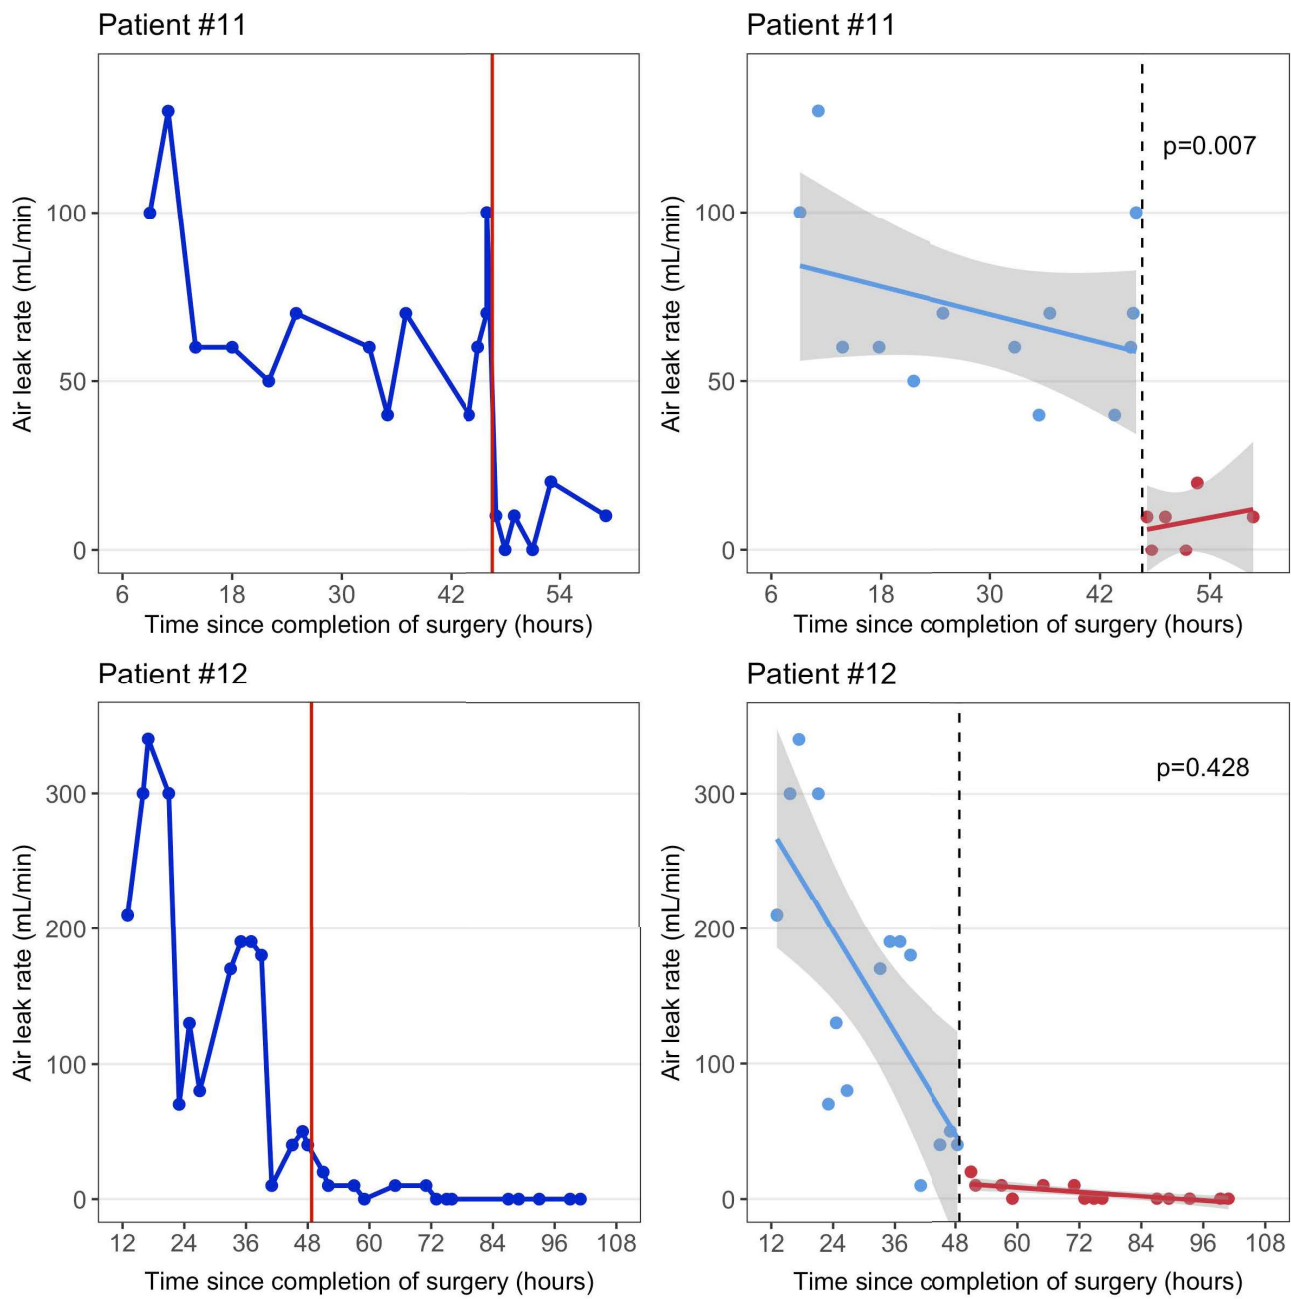 Patient #11
Patient #11
Air leak rate (mL/min)
100
50
0
6 18 30 42 54
Time since completion of surgery (hours)
Air leak rate (mL/min)
100
50
0
p=0.007
6 18 30 42 54
Time since completion of surgery (hours)
Patient #12
Patient #12
Air leak rate (mL/min)
300
200
100
0
12 24 36 48 60 72 84 96 108
Time since completion of surgery (hours)
Air leak rate (mL/min)
300
200
100
0
p=0.428
12 24 36 48 60 72 84 96 108
Time since completion of surgery (hours)